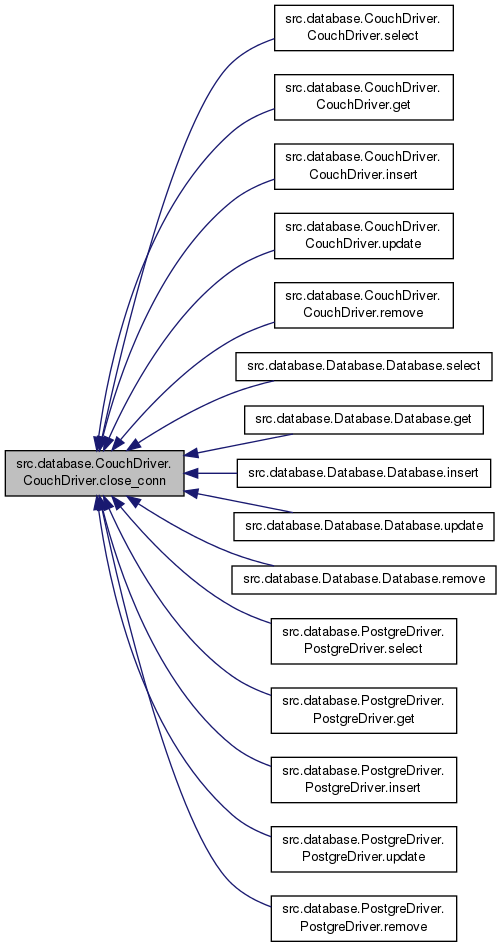 src.database.CouchDriver.
CouchDriver.select
src.database.CouchDriver.
CouchDriver.get
src.database.CouchDriver.
CouchDriver.insert
src.database.CouchDriver.
CouchDriver.update
src.database.CouchDriver.
CouchDriver.remove
src.database.Database.Database.select
src.database.Database.Database.get
src.database.CouchDriver.
CouchDriver.close_conn
src.database.Database.Database.insert
src.database.Database.Database.update
src.database.Database.Database.remove
src.database.PostgreDriver.
PostgreDriver.select
src.database.PostgreDriver.
PostgreDriver.get
src.database.PostgreDriver.
PostgreDriver.insert
src.database.PostgreDriver.
PostgreDriver.update
src.database.PostgreDriver.
PostgreDriver.remove